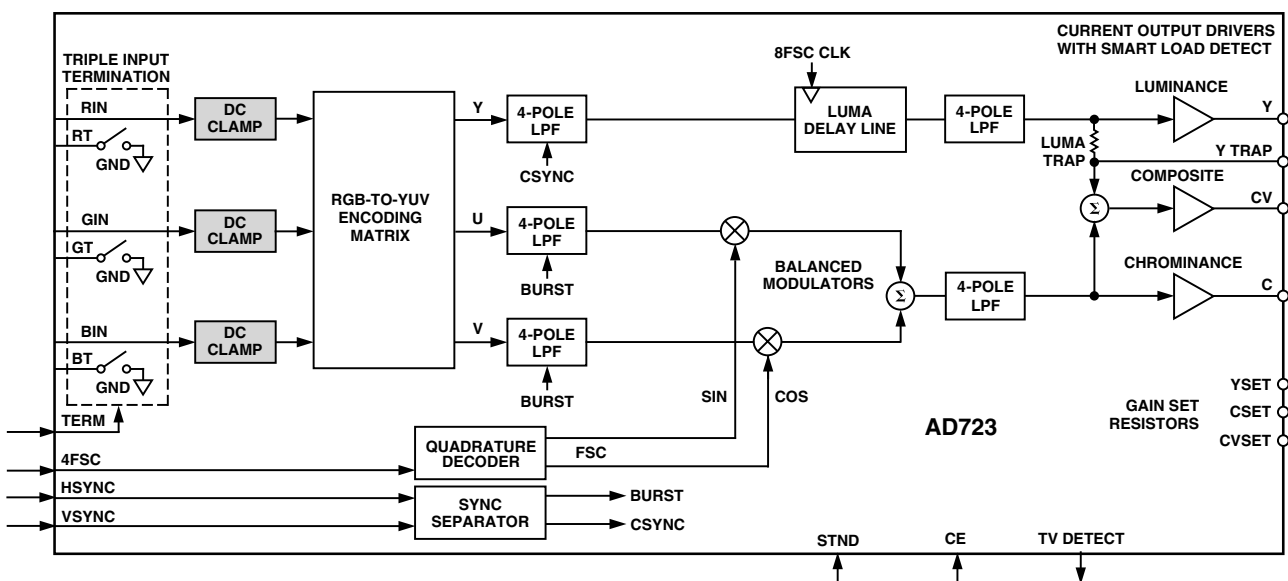 CURRENT OUTPUT DRIVERS
WITH SMART LOAD DETECT
TRIPLE INPUT
TERMINATION
8FSC CLK
RIN
DC
CLAMP
Y
4-POLE
LPF
LUMA
DELAY LINE
4-POLE
LPF
LUMINANCE
Y
RT
GND
CSYNC
LUMA
TRAP
Y TRAP
RGB-TO-YUV
ENCODING
MATRIX
GIN
DC
CLAMP
U
4-POLE
LPF
Σ
COMPOSITE
CV
GT
GND
BURST
BALANCED
MODULATORS
Σ
4-POLE
LPF
CHROMINANCE
C
BIN
DC
CLAMP
V
4-POLE
LPF
BT
GND
BURST
SIN
COS
YSET
GAIN SET
RESISTORS
CSET
CVSET
AD723
TERM
4FSC
QUADRATURE
DECODER
FSC
HSYNC
VSYNC
SYNC
SEPARATOR
BURST
CSYNC
STND
CE
TV DETECT